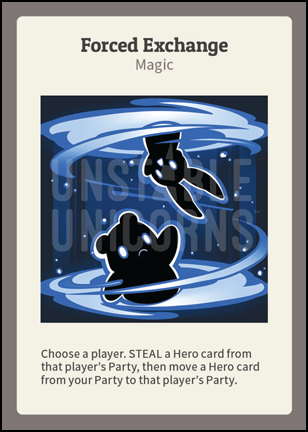 Forced Exchange
Magic
UNSTABLE
UNICORNS™
Choose a player. STEAL a Hero card from
that player's Party, then move a Hero card
from your Party to that player's Party.